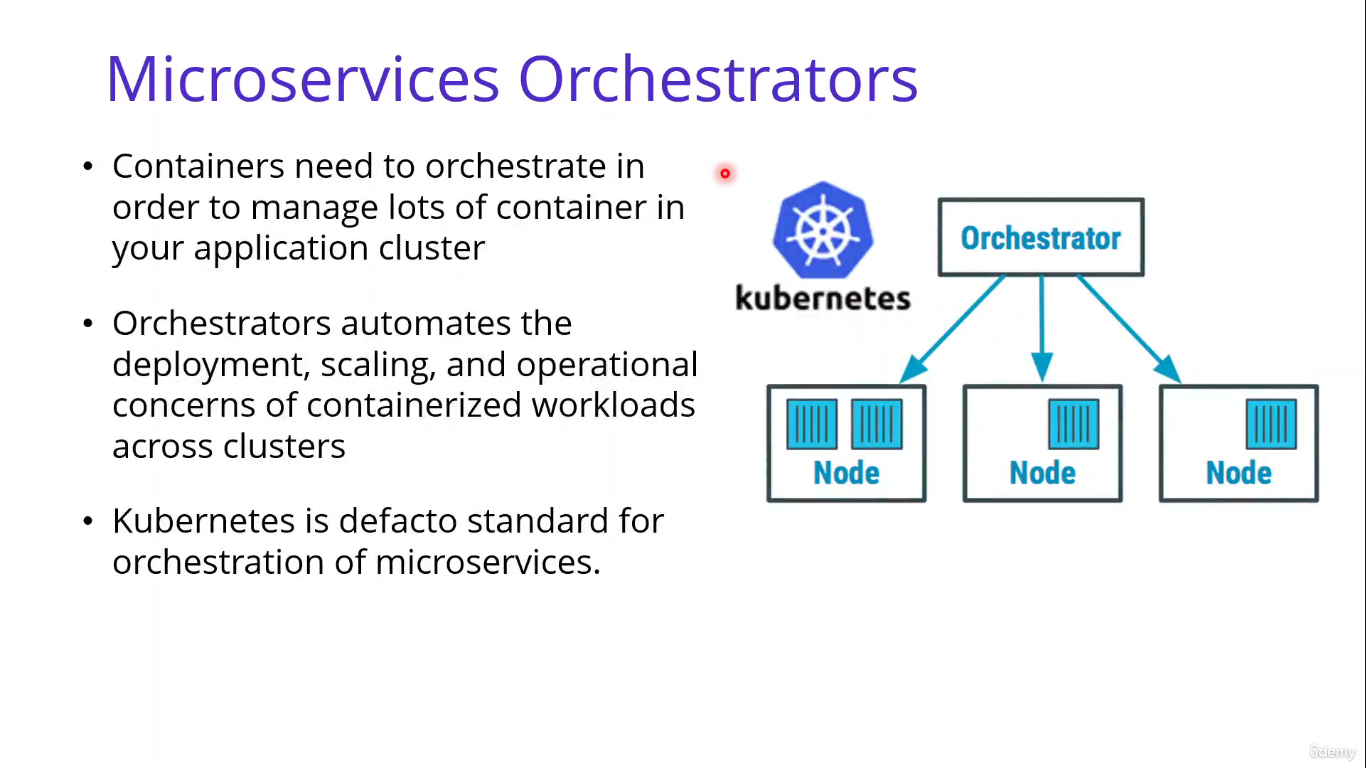 Microservices Orchestrators
• Containers need to orchestrate in
order to manage lots of container in
your application cluster
• Orchestrators automates the
deployment, scaling, and operational
concerns of containerized workloads
across clusters
• Kubernetes is defacto standard for
orchestration of microservices.
kubernetes
Orchestrator
Node
Node
Node
ûdemy